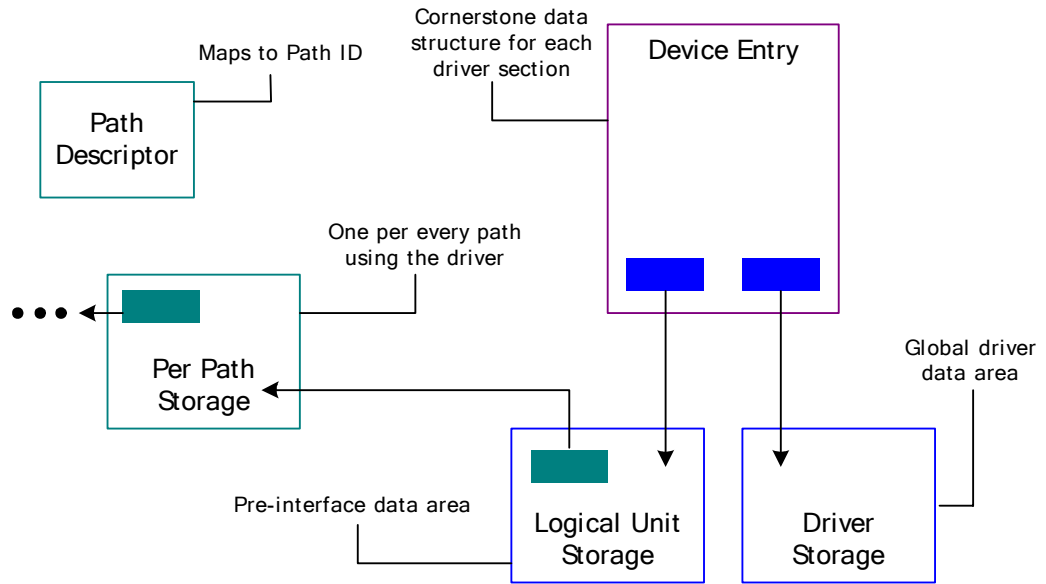 Cornerstone data
structure for each
driver section
Device Entry
Maps to Path ID
Path
Descriptor
One per every path
using the driver
Per Path
Storage
Global driver
data area
Pre-interface data area
Logical Unit
Storage
Driver
Storage